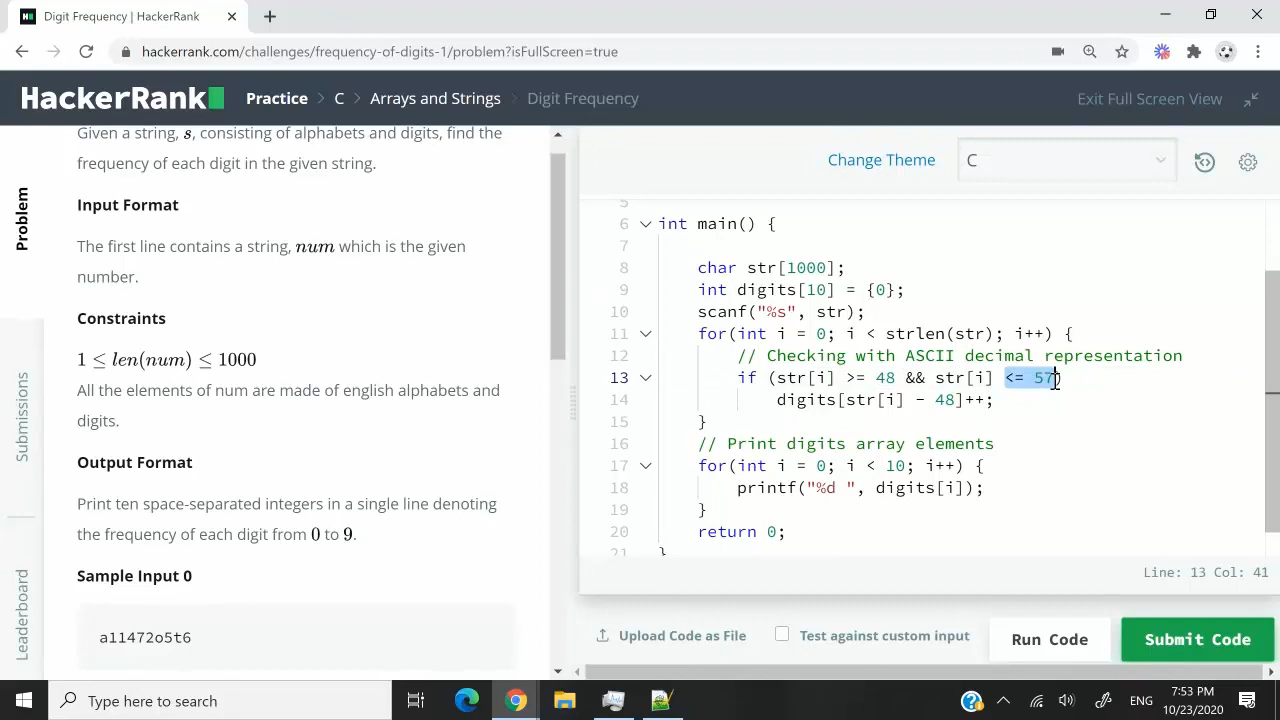 Digit Frequency | HackerRank
hackerrank.com/challenges/frequency-of-digits-1/problem?isFullScreen=true
HackerRank
Practice > C > Arrays and Strings > Digit Frequency
Exit Full Screen View
Problem
Submissions
Leaderboard
Given a string, s, consisting of alphabets and digits, find the
frequency of each digit in the given string.
Input Format
The first line contains a string, num which is the given
number.
Constraints
1 ≤ len(num) ≤ 1000
All the elements of num are made of english alphabets and
digits.
Output Format
Print ten space-separated integers in a single line denoting
the frequency of each digit from 0 to 9.
Sample Input 0
a11472o5t6
Change Theme
C
5
6 int main() {
7
8 char str[1000];
9 int digits[10] = {0};
10 scanf("%s", str);
11 for(int i = 0; i < strlen(str); i++) {
12 // Checking with ASCII decimal representation
13 if (str[i] >= 48 && str[i] <= 57)
14 digits[str[i] - 48]++;
15 }
16 // Print digits array elements
17 for(int i = 0; i < 10; i++) {
18 printf("%d ", digits[i]);
19 }
20 return 0;
21 }
Line: 13 Col: 41
Upload Code as File
Test against custom input
Run Code
Submit Code
Type here to search
ENG
7:53 PM
10/23/2020